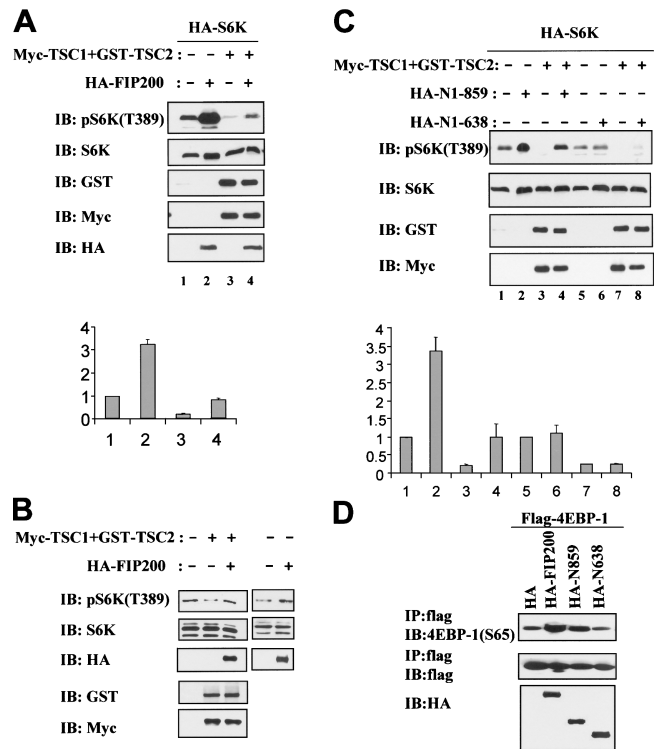 A
HA-S6K
Myc-TSC1+GST-TSC2 : – – + +
HA-FIP200 : – + – +
IB: pS6K(T389)
IB: S6K
IB: GST
IB: Myc
IB: HA
1 2 3 4
4
3
2
1
0
1 2 3 4
B
Myc-TSC1+GST-TSC2 : – + + – –
HA-FIP200 : – – + – +
IB: pS6K(T389)
IB: S6K
IB: HA
IB: GST
IB: Myc
C
HA-S6K
Myc-TSC1+GST-TSC2: – – + + – – + +
HA-N1-859 : – + – +
HA-N1-638 : – + – +
IB: pS6K(T389)
IB: S6K
IB: GST
IB: Myc
1 2 3 4 5 6 7 8
4
3.5
3
2.5
2
1.5
1
0.5
0
1 2 3 4 5 6 7 8
D
Flag-4EBP-1
HA
HA-FIP200
HA-N859
HA-N638
IP:flag
IB:4EBP-1(S65)
IP:flag
IB:flag
IB:HA